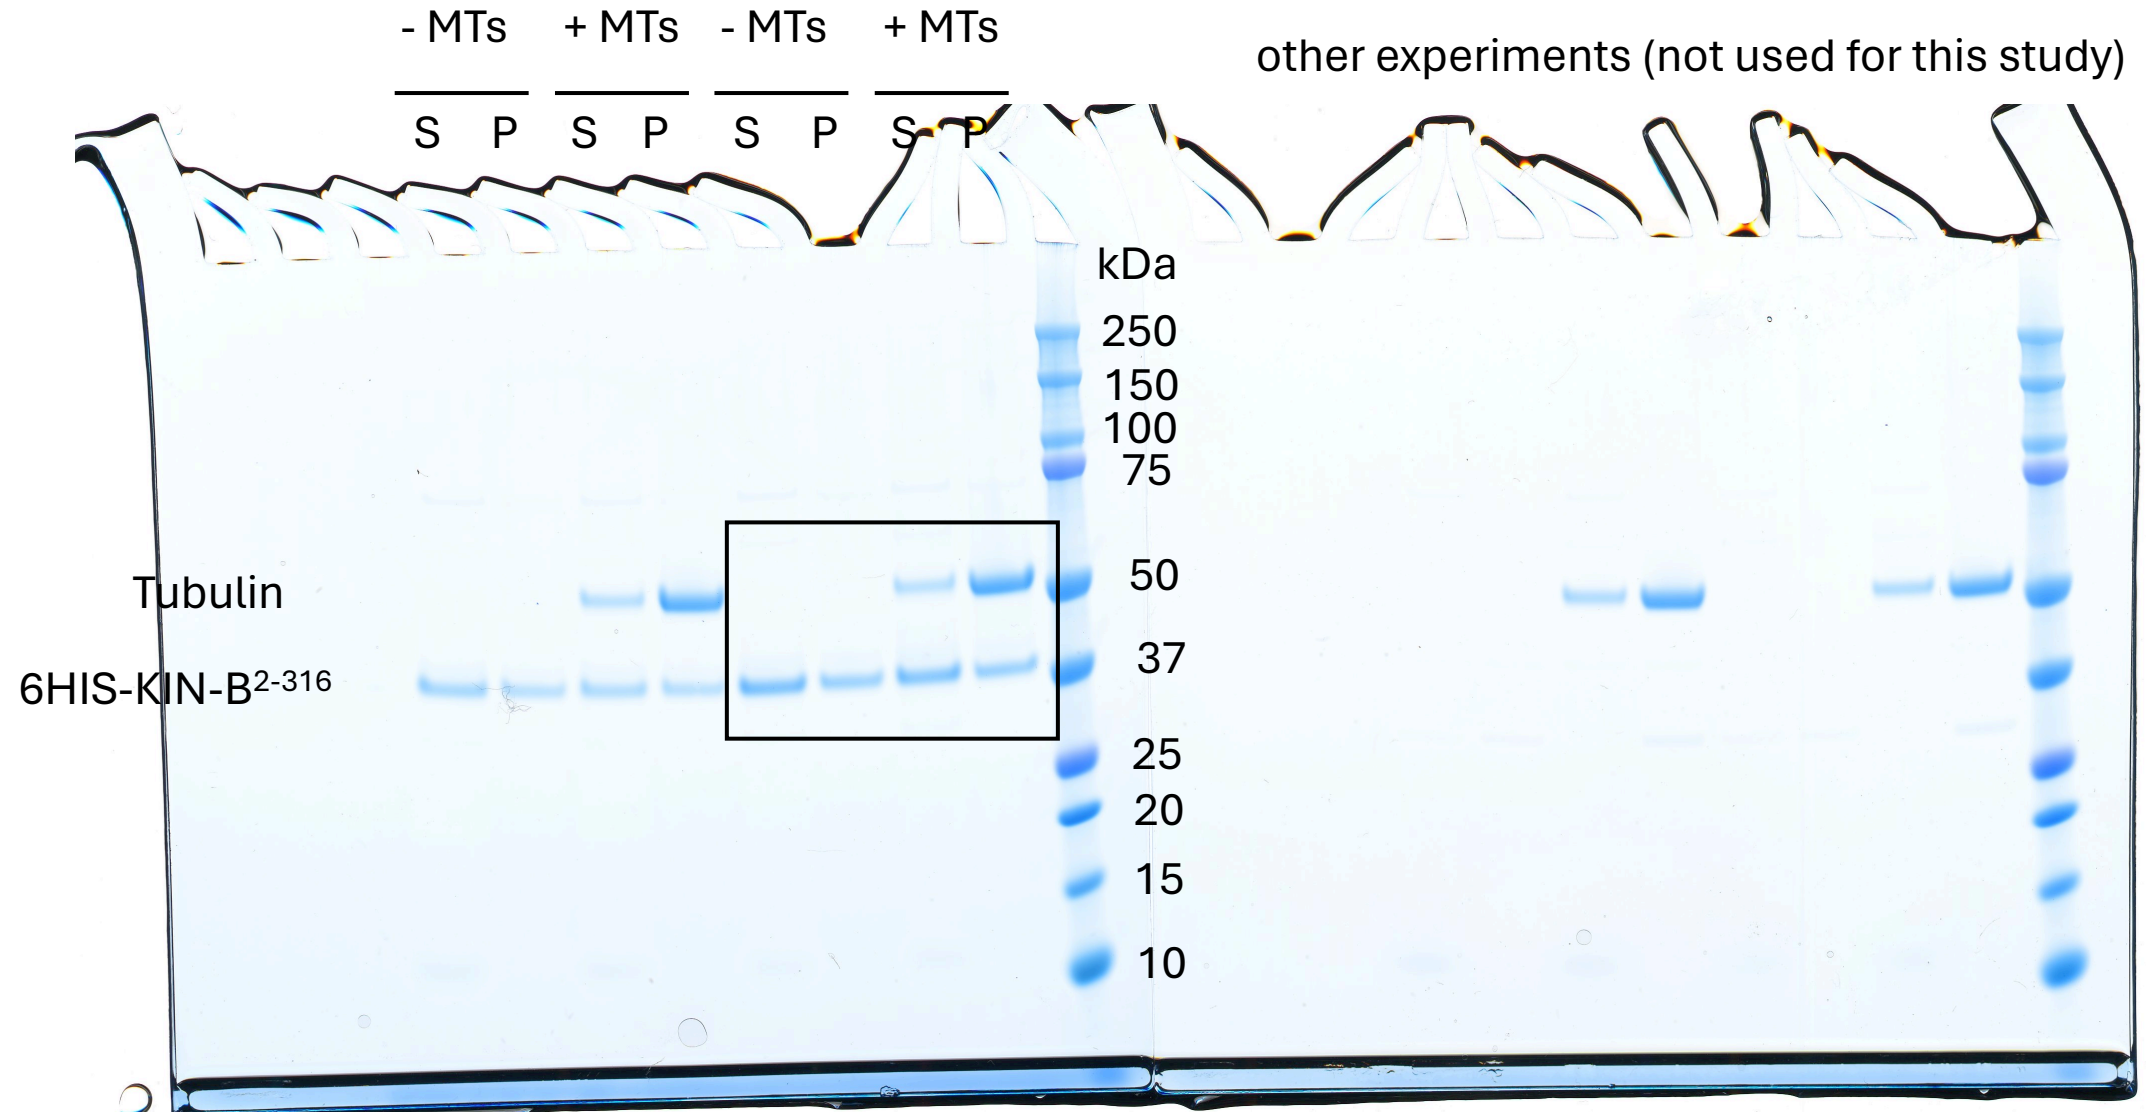 - MTs + MTs - MTs + MTs
other experiments (not used for this study)
S P S P S P S P
kDa
250
150
100
75
50
Tubulin
37
6HIS-KIN-B²⁻³¹⁶
25
20
15
10